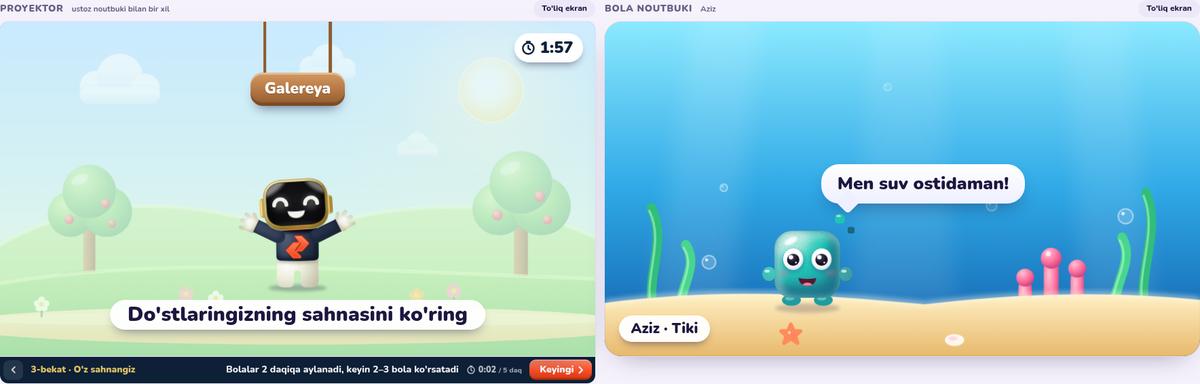 PROYEKTOR ustoz noutbuki bilan bir xil To'liq ekran
1:57
Galereya
Do'stlaringizning sahnasini ko'ring
3-bekat · O'z sahnangiz Bolalar 2 daqiqa aylanadi, keyin 2–3 bola ko'rsatadi 0:02 / 5 daq Keyingi
BOLA NOUTBUKI Aziz To'liq ekran
Men suv ostidaman!
Aziz · Tiki